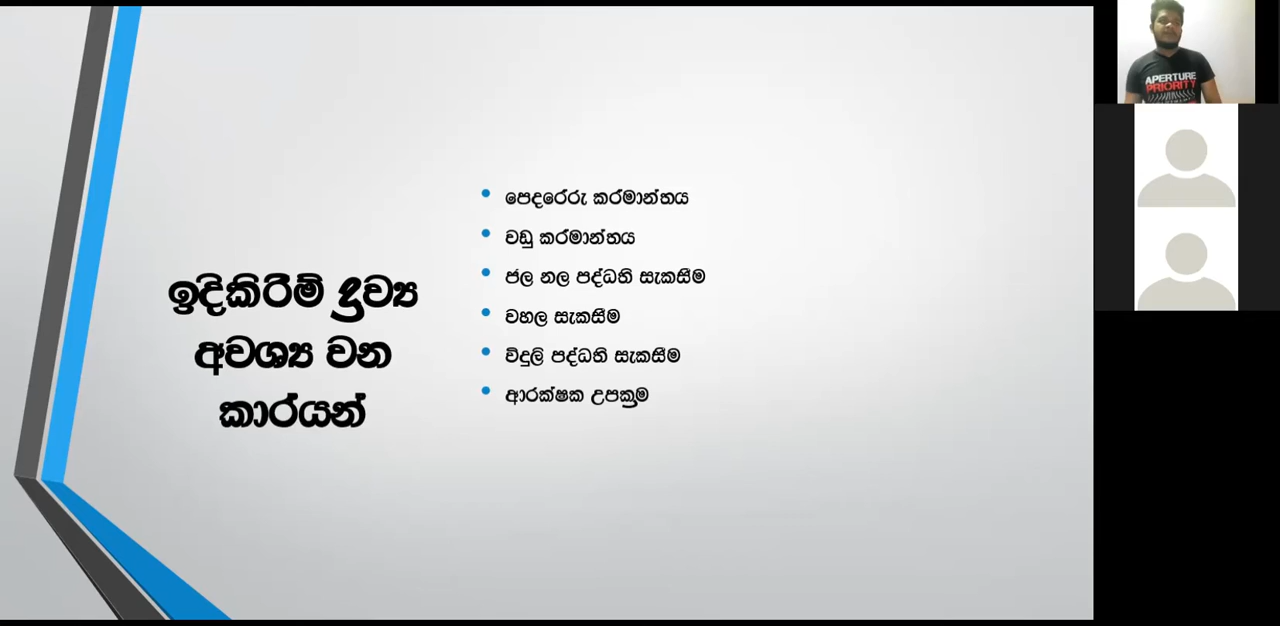 ඉදිකිරිම් ද්‍රව්‍ය
අවශ්‍ය වන
කාර්යන්
පෙදරේරු කර්මාන්තය
වඩු කර්මාන්තය
ජල නල පද්ධති සැකසීම
වහල සැකසීම
විදුලි පද්ධති සැකසීම
ආරක්ෂක උපක්‍රම
APERTURE
PRIORITY